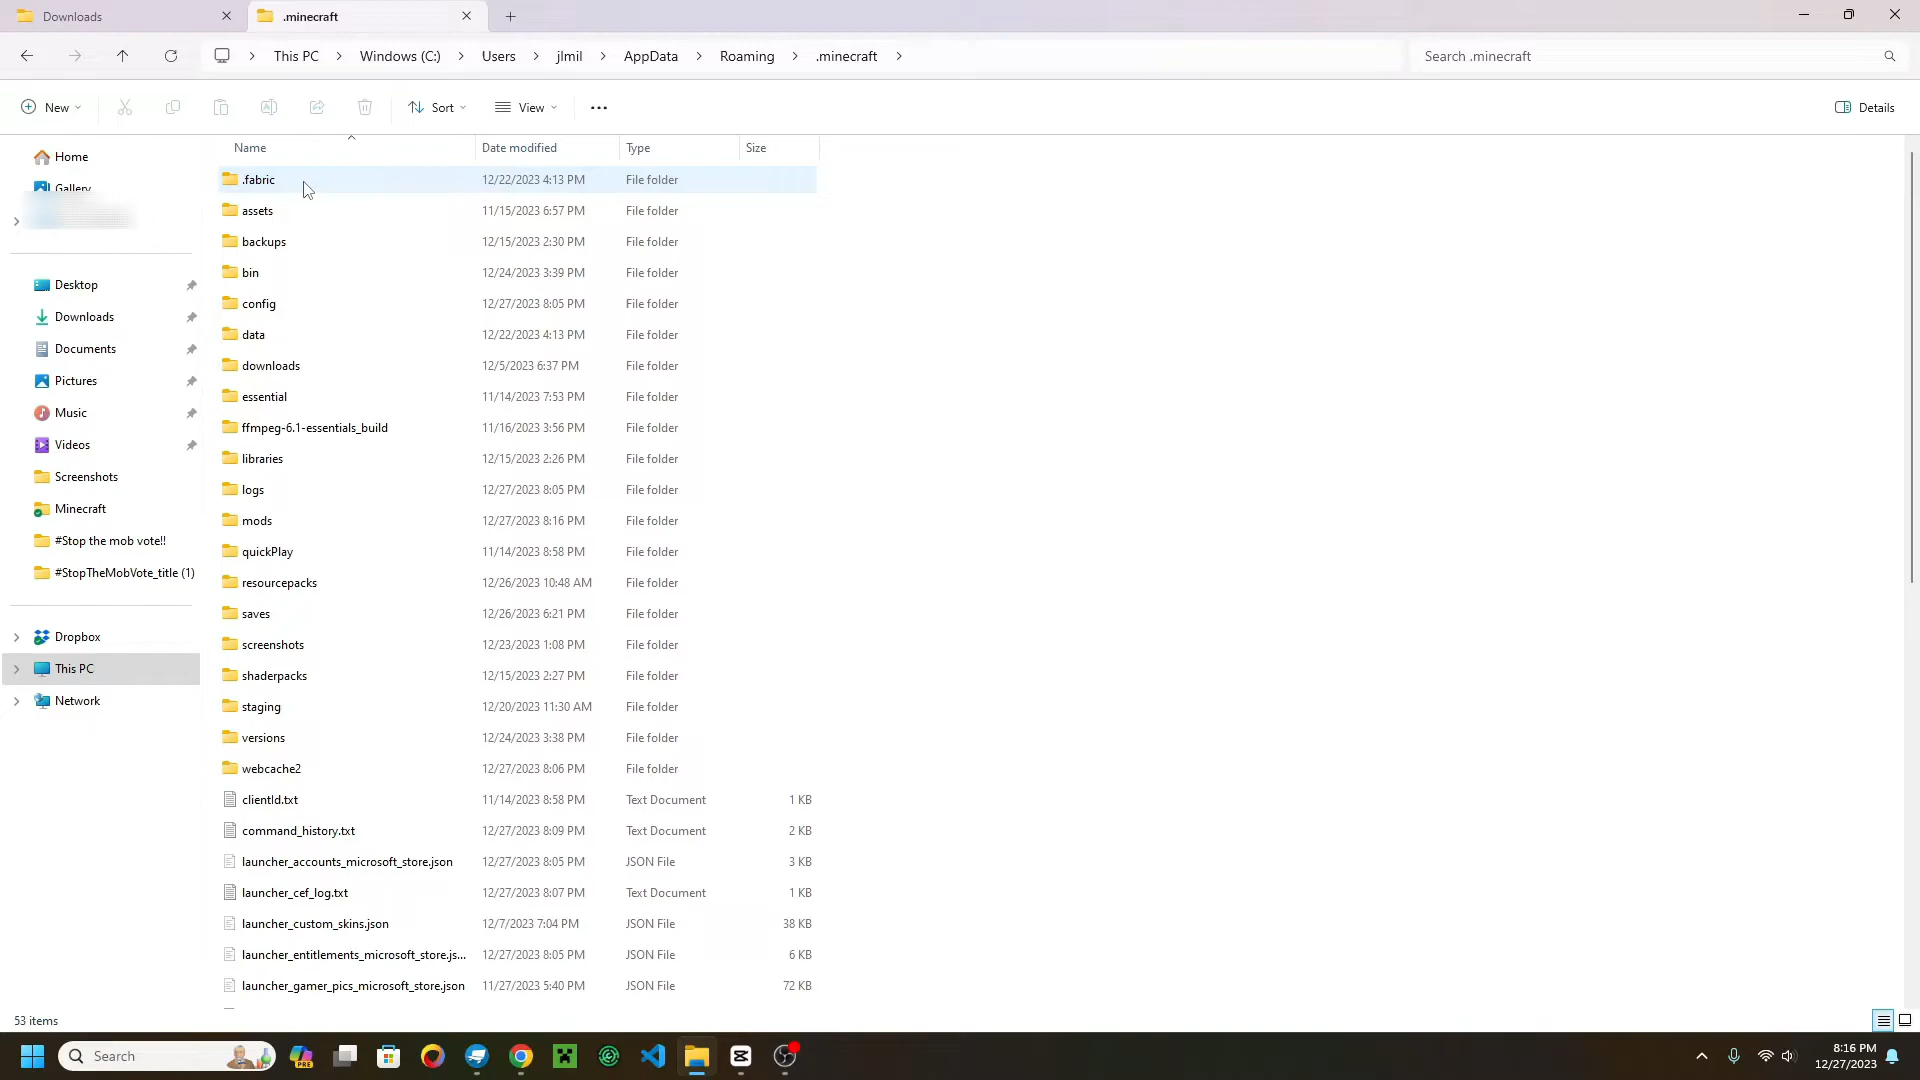 Downloads
.minecraft
This PC
Windows (C:)
Users
jlmil
AppData
Roaming
.minecraft
Search .minecraft
New
Sort
View
Details
Name Date modified Type Size
Home
Gallery
Desktop
Downloads
Documents
Pictures
Music
Videos
Screenshots
Minecraft
#Stop the mob vote!!
#StopTheMobVote_title (1)
Dropbox
This PC
Network
.fabric 12/22/2023 4:13 PM File folder
assets 11/15/2023 6:57 PM File folder
backups 12/15/2023 2:30 PM File folder
bin 12/24/2023 3:39 PM File folder
config 12/27/2023 8:05 PM File folder
data 12/22/2023 4:13 PM File folder
downloads 12/5/2023 6:37 PM File folder
essential 11/14/2023 7:53 PM File folder
ffmpeg-6.1-essentials_build 11/16/2023 3:56 PM File folder
libraries 12/15/2023 2:26 PM File folder
logs 12/27/2023 8:05 PM File folder
mods 12/27/2023 8:16 PM File folder
quickPlay 11/14/2023 8:58 PM File folder
resourcepacks 12/26/2023 10:48 AM File folder
saves 12/26/2023 6:21 PM File folder
screenshots 12/23/2023 1:08 PM File folder
shaderpacks 12/15/2023 2:27 PM File folder
staging 12/20/2023 11:30 AM File folder
versions 12/24/2023 3:38 PM File folder
webcache2 12/27/2023 8:06 PM File folder
clientId.txt 11/14/2023 8:58 PM Text Document 1 KB
command_history.txt 12/27/2023 8:09 PM Text Document 2 KB
launcher_accounts_microsoft_store.json 12/27/2023 8:05 PM JSON File 3 KB
launcher_cef_log.txt 12/27/2023 8:07 PM Text Document 1 KB
launcher_custom_skins.json 12/7/2023 7:04 PM JSON File 38 KB
launcher_entitlements_microsoft_store.js... 12/27/2023 8:05 PM JSON File 6 KB
launcher_gamer_pics_microsoft_store.json 11/27/2023 5:40 PM JSON File 72 KB
53 items
Search
PRE
8:16 PM
12/27/2023